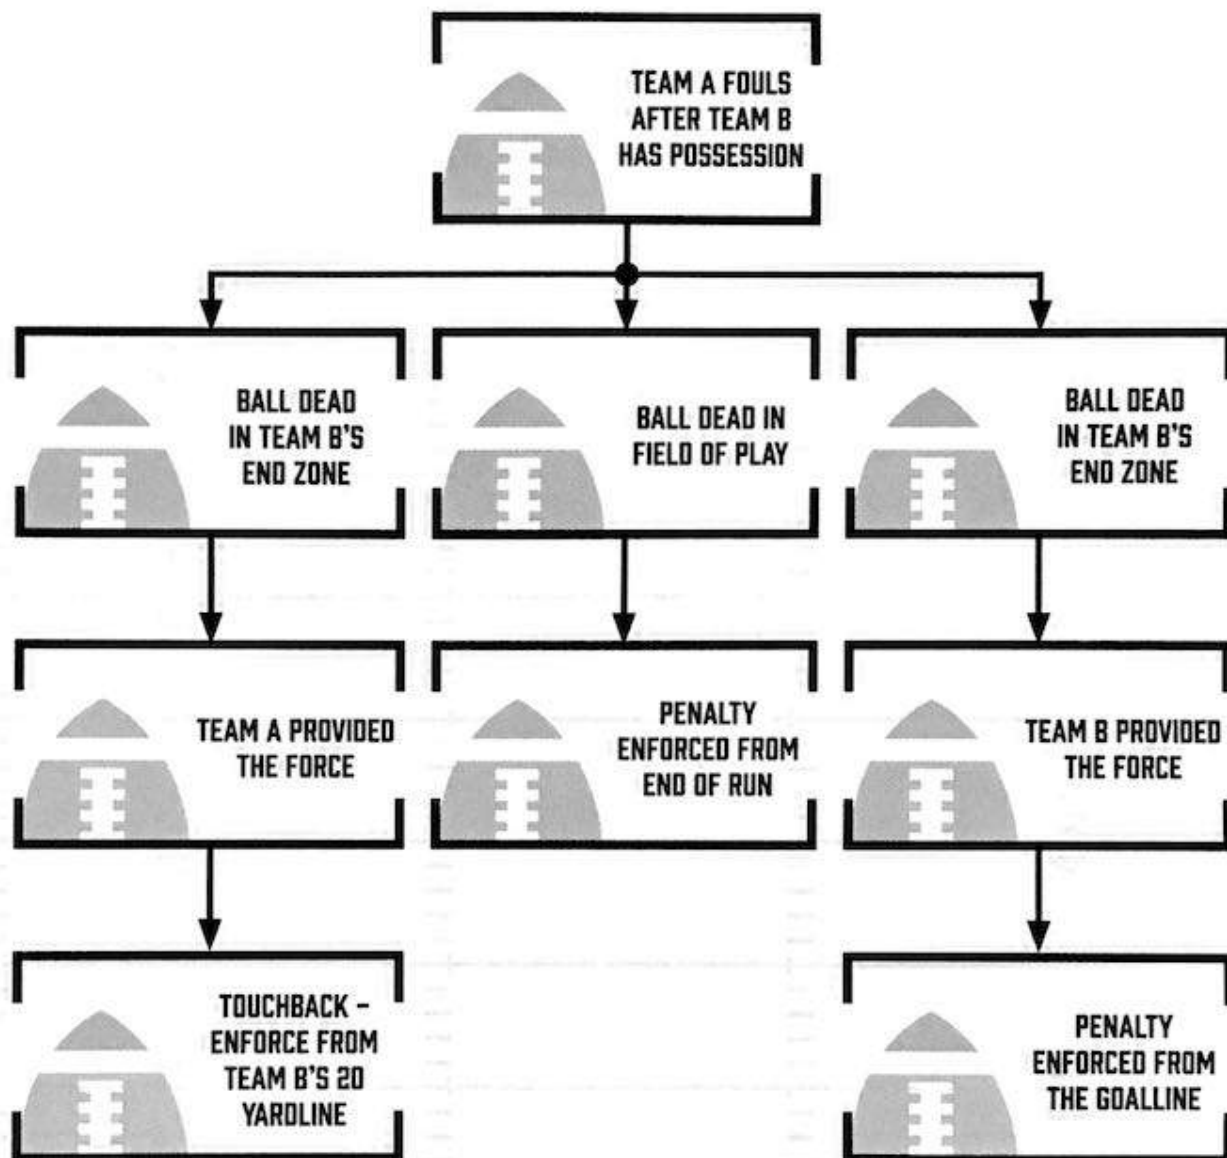 TEAM A FOULS
AFTER TEAM B
HAS POSSESSION
BALL DEAD
IN TEAM B'S
END ZONE
BALL DEAD IN
FIELD OF PLAY
BALL DEAD
IN TEAM B'S
END ZONE
TEAM A PROVIDED
THE FORCE
PENALTY
ENFORCED FROM
END OF RUN
TEAM B PROVIDED
THE FORCE
TOUCHBACK –
ENFORCE FROM
TEAM B'S 20
YARDLINE
PENALTY
ENFORCED FROM
THE GOALLINE